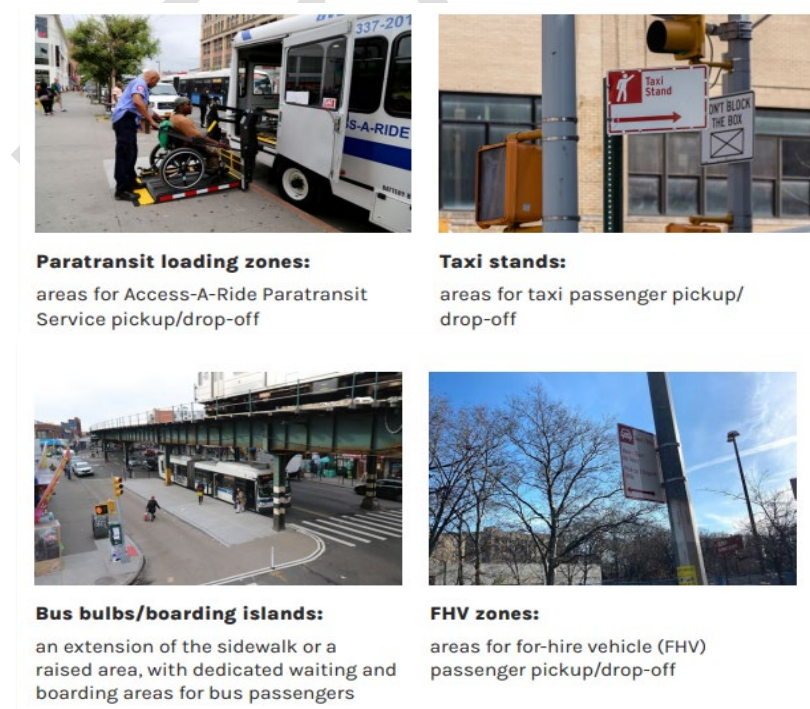 337-201
S-A-RIDE
BATTERY
Taxi
Stand
DON'T BLOCK
THE BOX
Paratransit loading zones:
areas for Access-A-Ride Paratransit
Service pickup/drop-off
Taxi stands:
areas for taxi passenger pickup/
drop-off
Bus bulbs/boarding islands:
an extension of the sidewalk or a
raised area, with dedicated waiting and
boarding areas for bus passengers
FHV zones:
areas for for-hire vehicle (FHV)
passenger pickup/drop-off